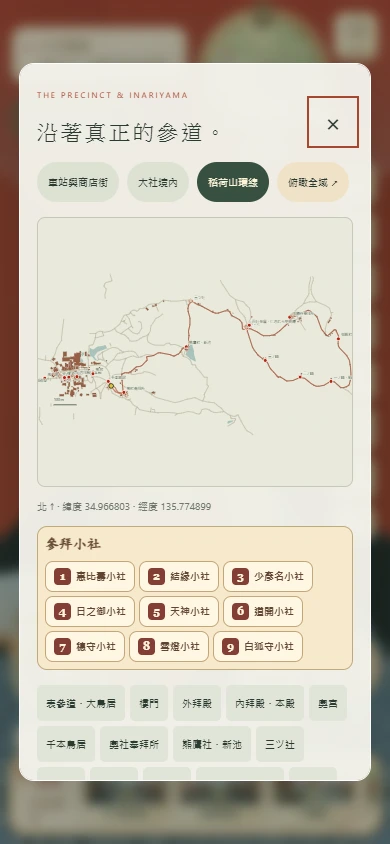 THE PRECINCT & INARIYAMA
沿著真正的參道。
×
車站與商店街
大社境內
稻荷山環線
俯瞰全域 ↗
北 ↑ · 緯度 34.966803 · 經度 135.774899
參拜小社
1 惠比壽小社
2 結緣小社
3 少彥名小社
4 日之御小社
5 天神小社
6 道開小社
7 德守小社
8 雪燈小社
9 白狐守小社
表參道・大鳥居
樓門
外拜殿
內拜殿・本殿
奧宮
千本鳥居
奧社奉拜所
熊鷹社・新池
三ツ辻